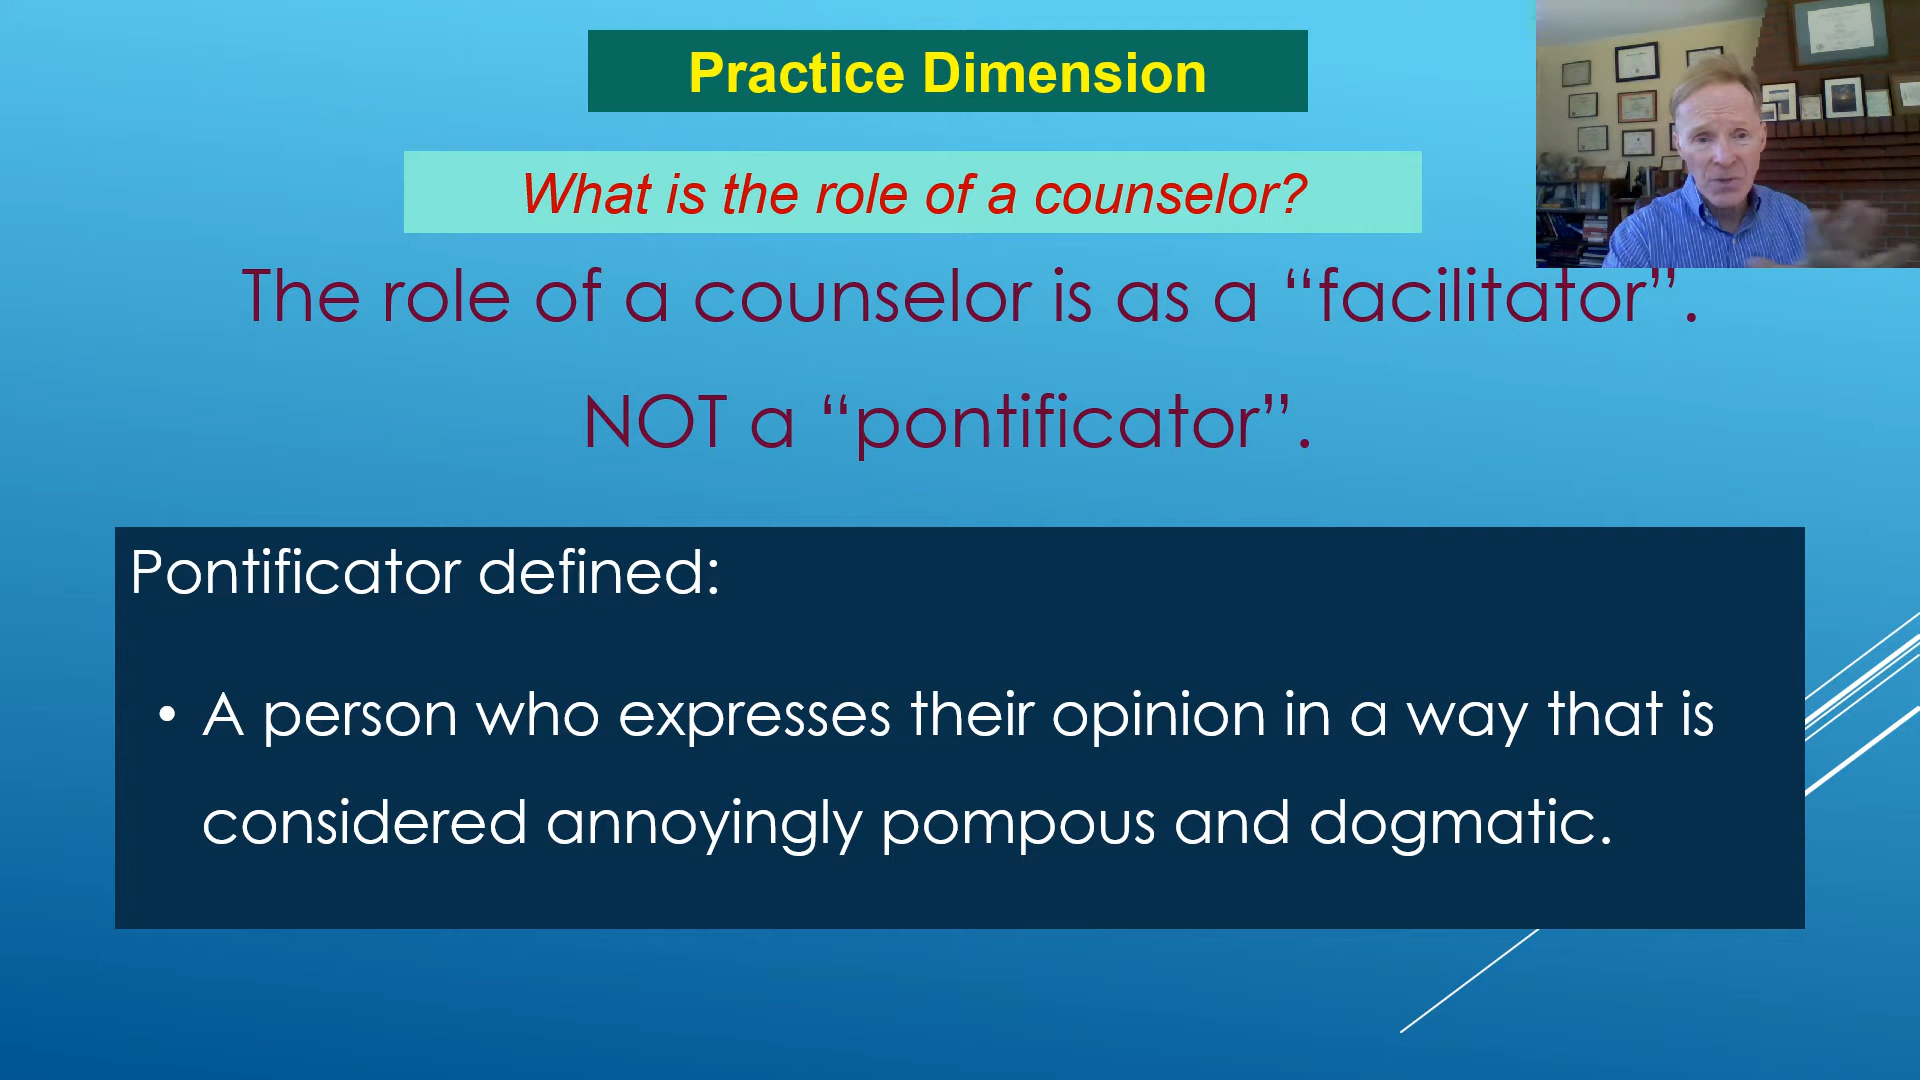 Practice Dimension
What is the role of a counselor?
The role of a counselor is as a “facilitator”.
NOT a “pontificator”.
Pontificator defined:
• A person who expresses their opinion in a way that is
considered annoyingly pompous and dogmatic.